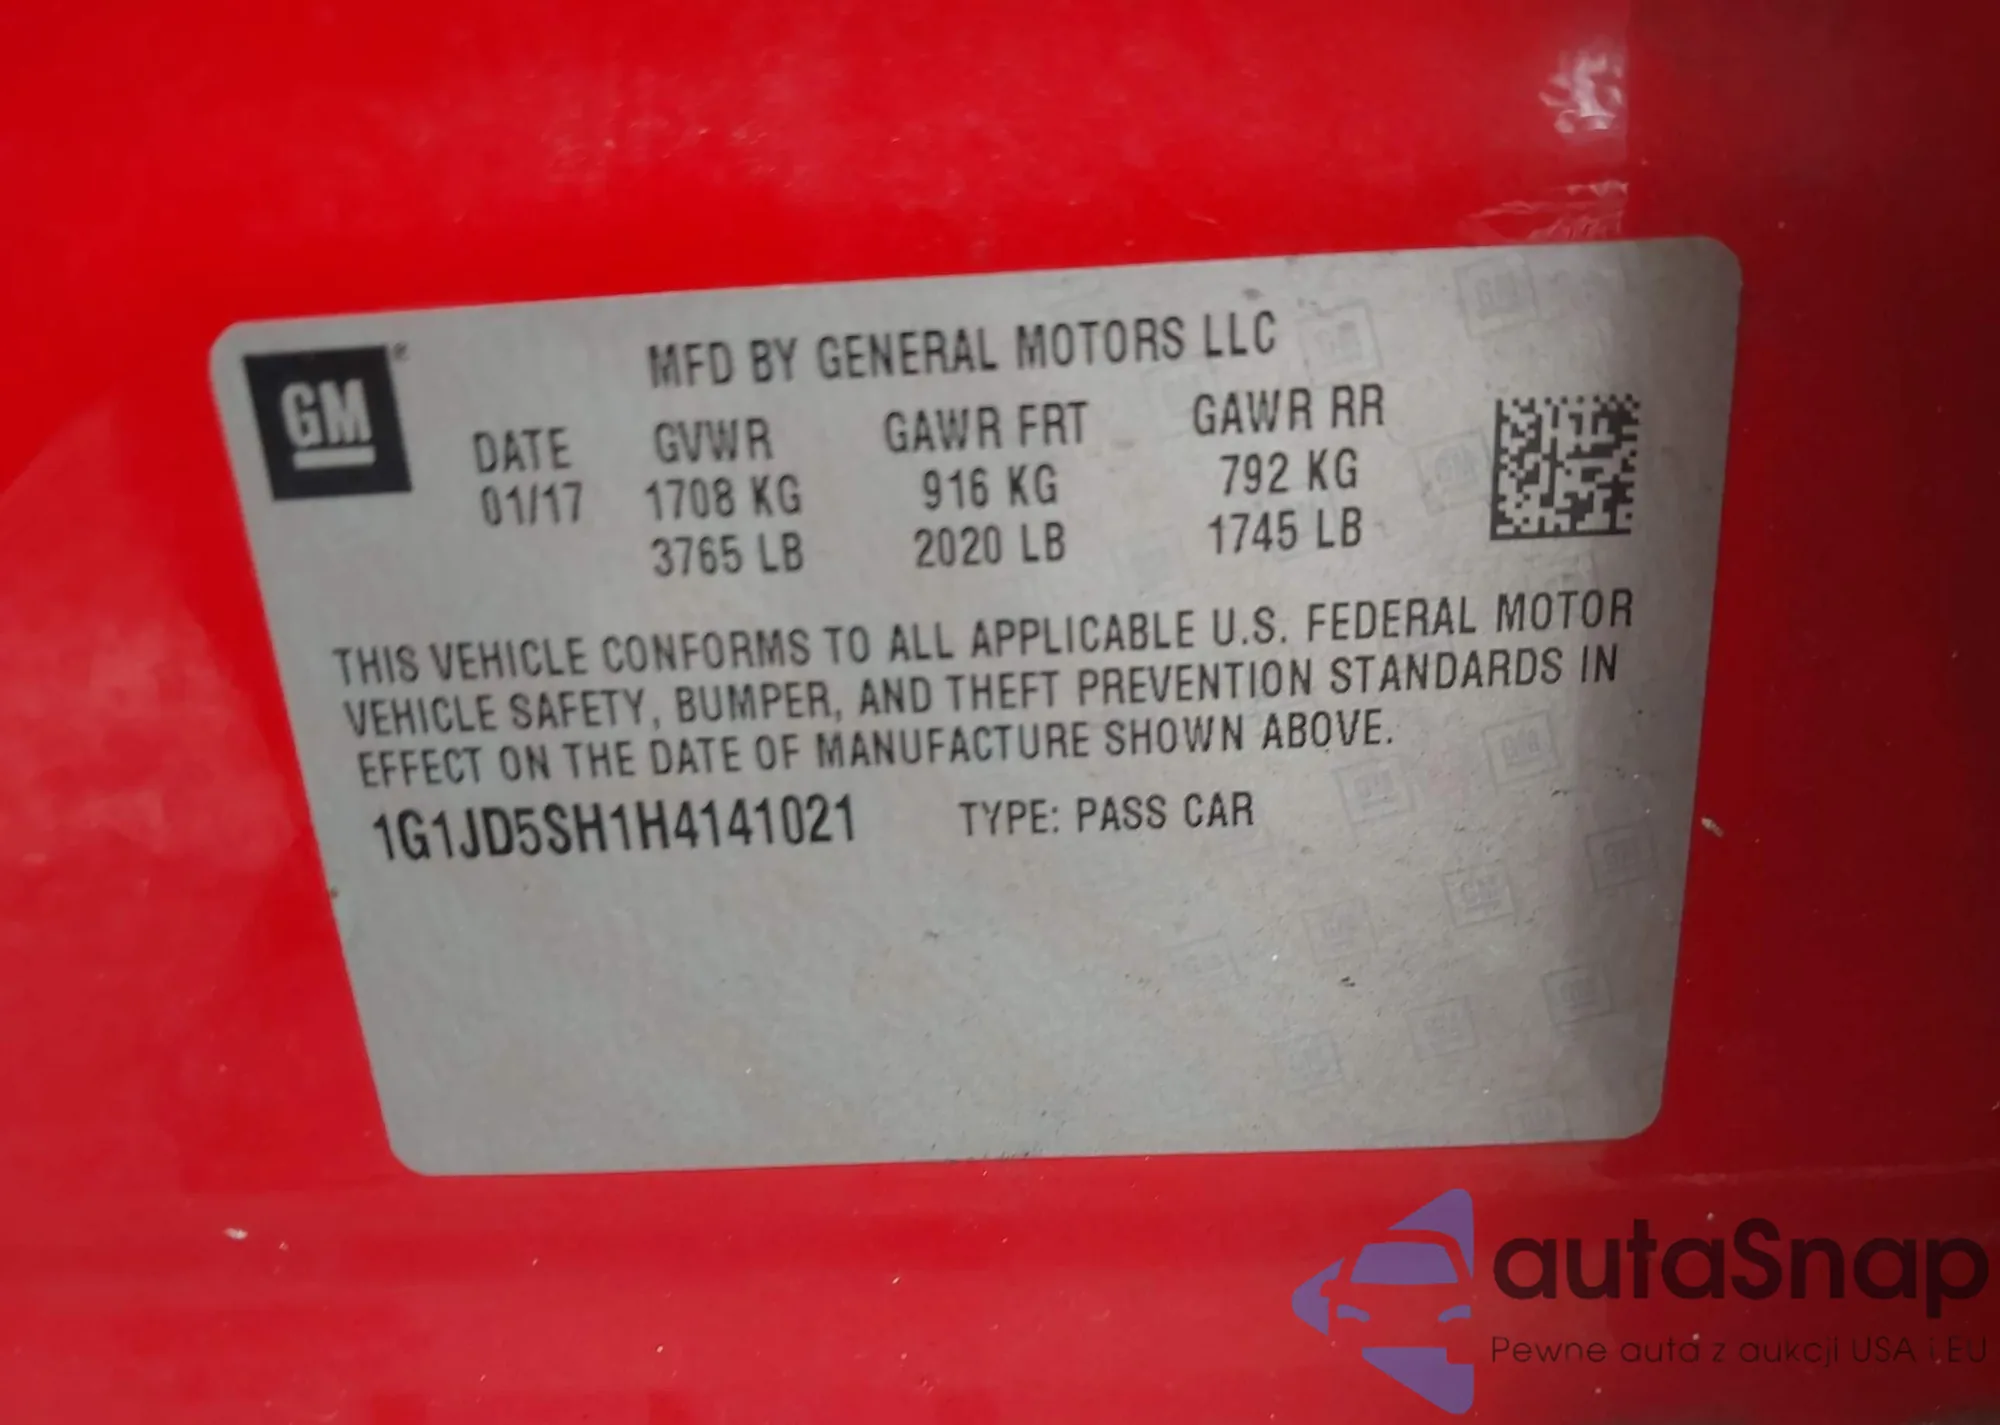 GM
MFD BY GENERAL MOTORS LLC
DATE GVWR GAWR FRT GAWR RR
01/17 1708 KG 916 KG 792 KG
3765 LB 2020 LB 1745 LB
THIS VEHICLE CONFORMS TO ALL APPLICABLE U.S. FEDERAL MOTOR
VEHICLE SAFETY, BUMPER, AND THEFT PREVENTION STANDARDS IN
EFFECT ON THE DATE OF MANUFACTURE SHOWN ABOVE.
1G1JD5SH1H4141021 TYPE: PASS CAR
autaSnap
Pewne auta z aukcji USA i EU